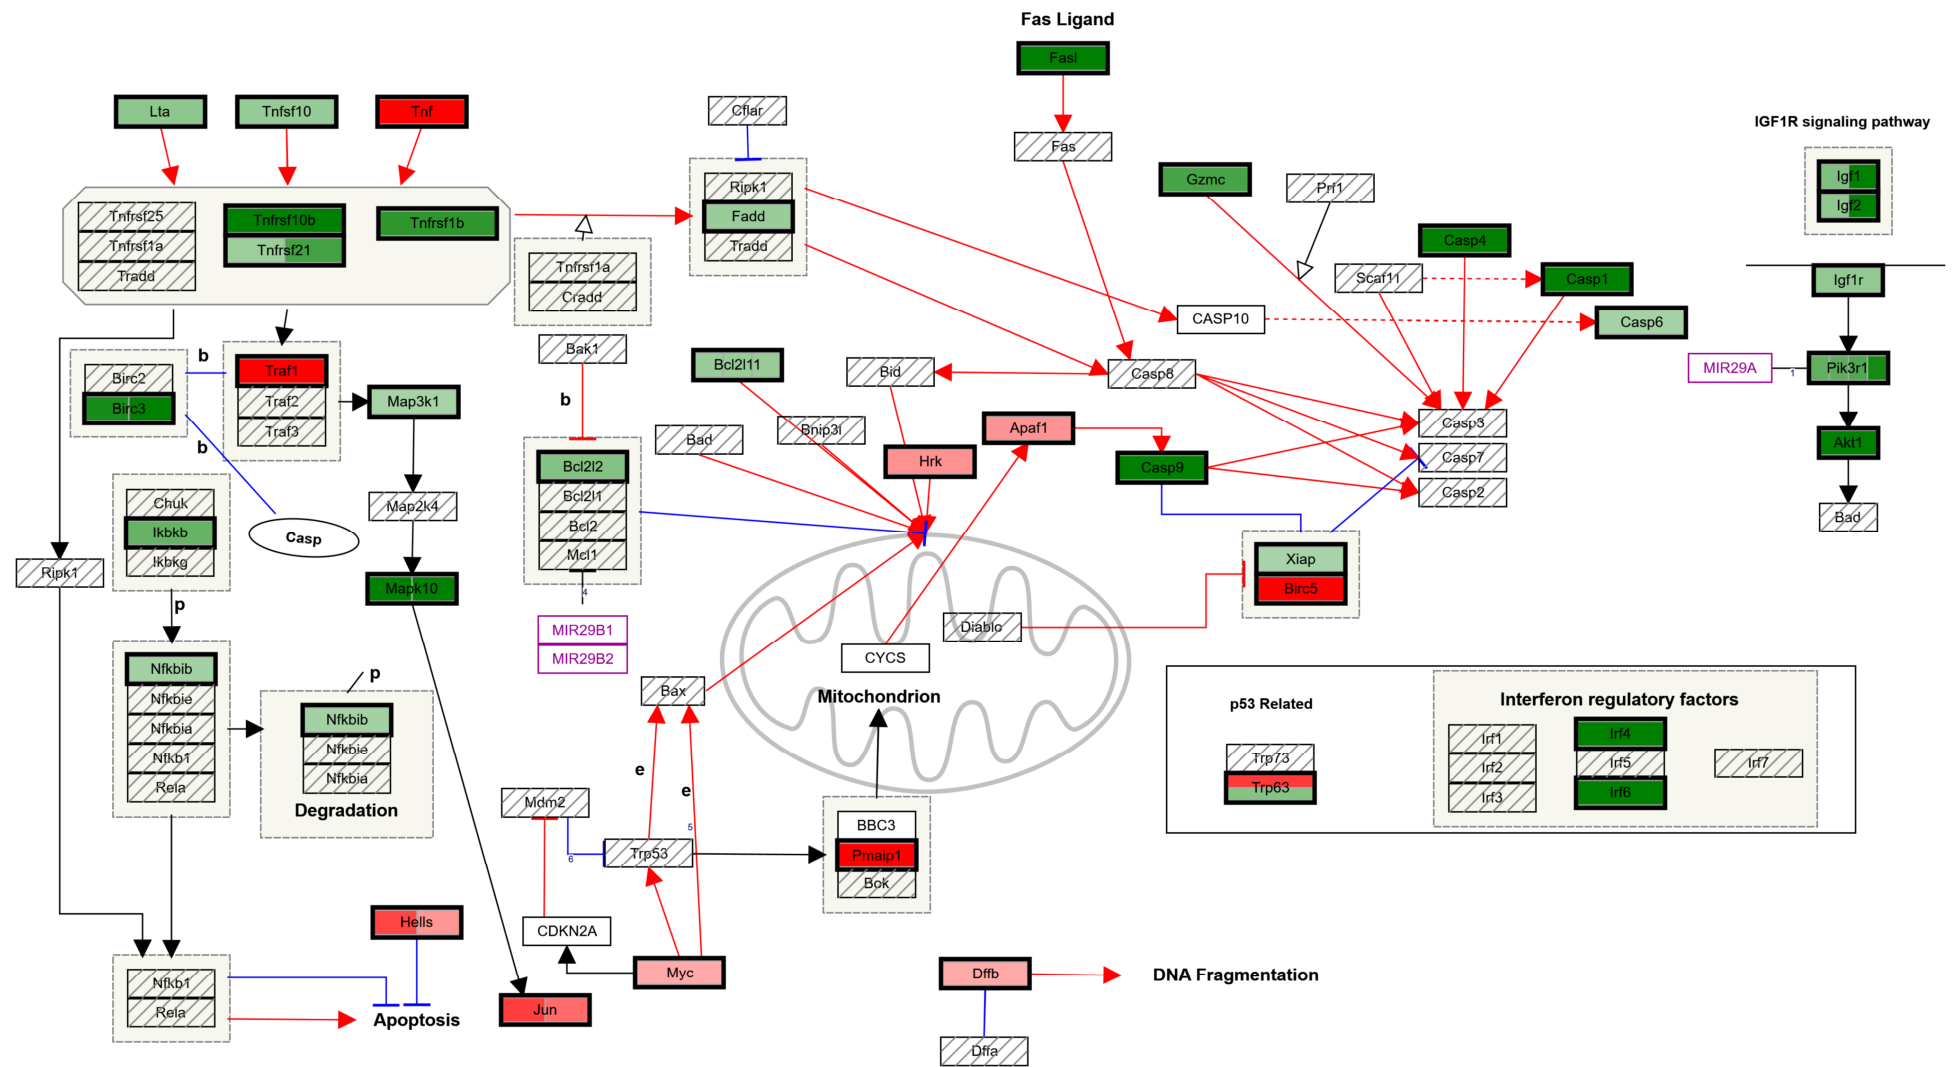 Fas Ligand
Fasl
Lta
Tnfsf10
Tnf
Cflar
Fas
IGF1R signaling pathway
Tnfrsf25
Tnfrsf1a
Tradd
Tnfrsf10b
Tnfrsf21
Tnfrsf1b
Ripk1
Fadd
Tradd
Tnfrsf1a
Cradd
Gzmc
Prf1
Igf1
Igf2
Casp4
Scaf11
Casp1
Igf1r
CASP10
Casp6
b
Birc2
Birc3
b
Traf1
Traf2
Traf3
Map3k1
Bak1
b
Bcl2l11
Bid
Casp8
MIR29A
1
Pik3r1
Bad
Bnip3l
Apaf1
Hrk
Casp9
Casp3
Casp7
Casp2
Akt1
Bad
Chuk
Ikbkb
Ikbkg
Casp
Map2k4
Mapk10
Bcl2l2
Bcl2l1
Bcl2
Mcl1
4
MIR29B1
MIR29B2
Ripk1
p
Xiap
Birc5
Diablo
CYCS
Mitochondrion
Nfkbib
Nfkbie
Nfkbia
Nfkb1
Rela
p
Nfkbib
Nfkbie
Nfkbia
Degradation
Bax
e
e
5
Mdm2
6
Trp53
BBC3
Pmaip1
Bok
p53 Related
Trp73
Trp63
Interferon regulatory factors
Irf1
Irf2
Irf3
Irf4
Irf5
Irf6
Irf7
Hells
CDKN2A
Myc
Jun
Nfkb1
Rela
Apoptosis
Dffb
DNA Fragmentation
Dffa